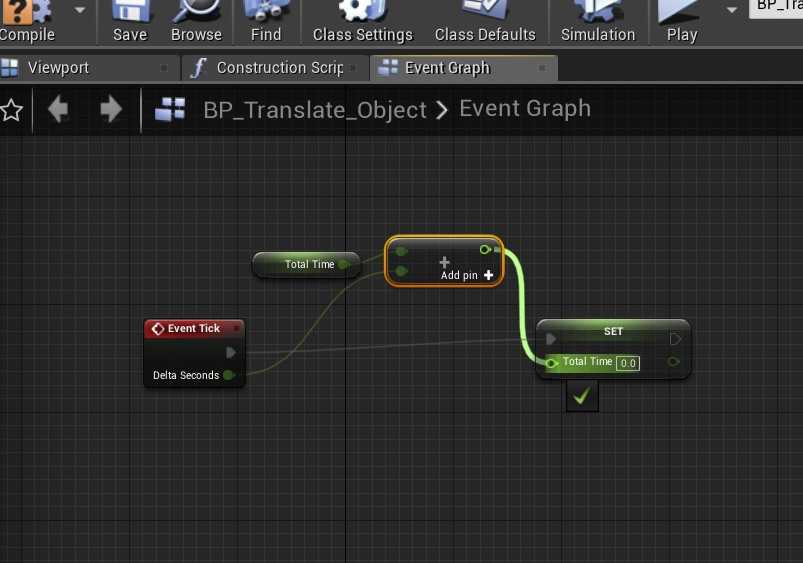 Compile
Save
Browse
Find
Class Settings
Class Defaults
Simulation
Play
BP_Tra
Viewport
Construction Scrip
Event Graph
BP_Translate_Object
Event Graph
Total Time
Add pin
Event Tick
Delta Seconds
SET
Total Time 0.0